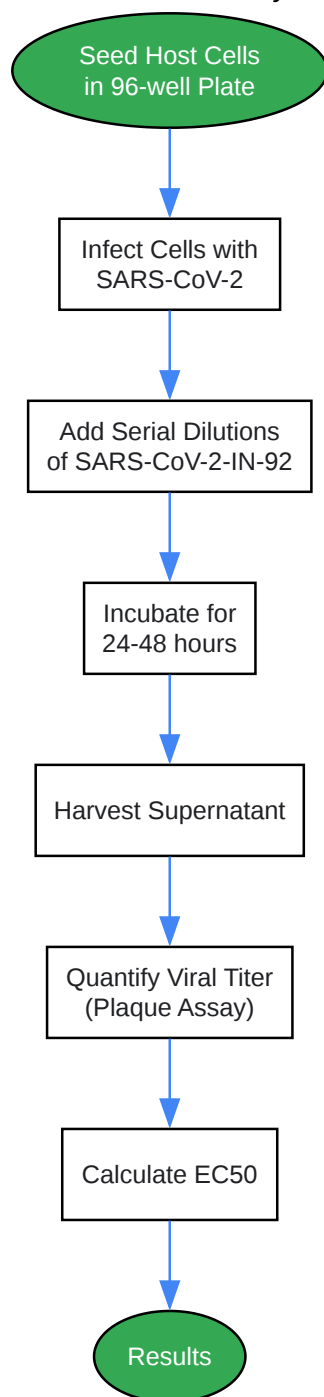 Seed Host Cells
in 96-well Plate
Infect Cells with
SARS-CoV-2
Add Serial Dilutions
of SARS-CoV-2-IN-92
Incubate for
24-48 hours
Harvest Supernatant
Quantify Viral Titer
(Plaque Assay)
Calculate EC50
Results